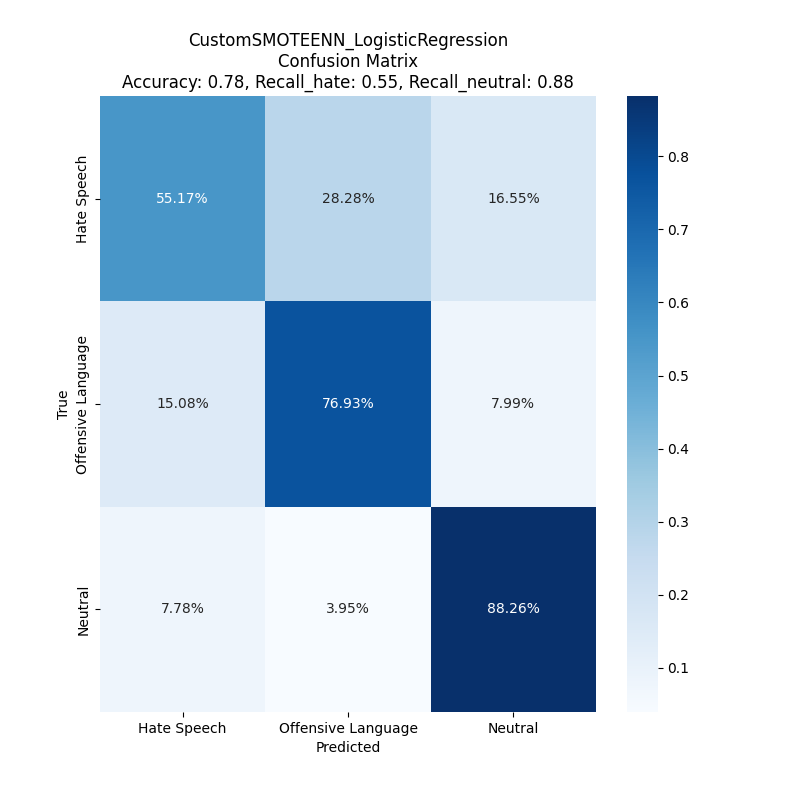 CustomSMOTEENN_LogisticRegression
Confusion Matrix
Accuracy: 0.78, Recall_hate: 0.55, Recall_neutral: 0.88
True
Hate Speech
55.17% 28.28% 16.55%
Offensive Language
15.08% 76.93% 7.99%
Neutral
7.78% 3.95% 88.26%
Hate Speech Offensive Language Neutral
Predicted
0.8
0.7
0.6
0.5
0.4
0.3
0.2
0.1